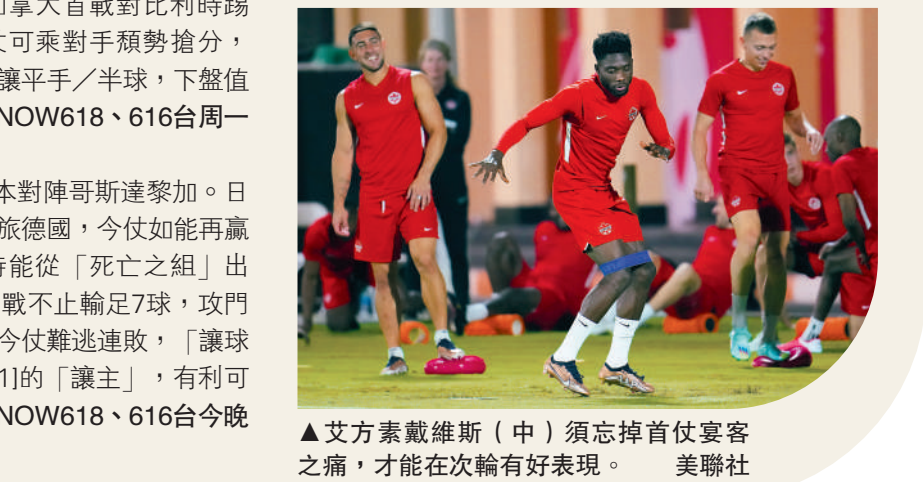 加拿大首戰對比利時踢
可乘對手頹勢搶分，
讓平手／半球，下盤值
NOW618、616台周一
本對陣哥斯達黎加。日
旅德國，今仗如能再贏
能從「死亡之組」出
戰不止輸足7球，攻門
今仗難逃連敗，「讓球
1]的「讓主」，有利可
NOW618、616台今晚
▲艾方素戴維斯（中）須忘掉首仗宴客
之痛，才能在次輪有好表現。 美聯社